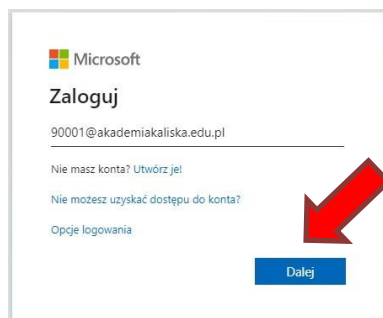 Microsoft
Zaloguj
90001@akademiakaliska.edu.pl
Nie masz konta? Utwórz je!
Nie możesz uzyskać dostępu do konta?
Opcje logowania
Dalej